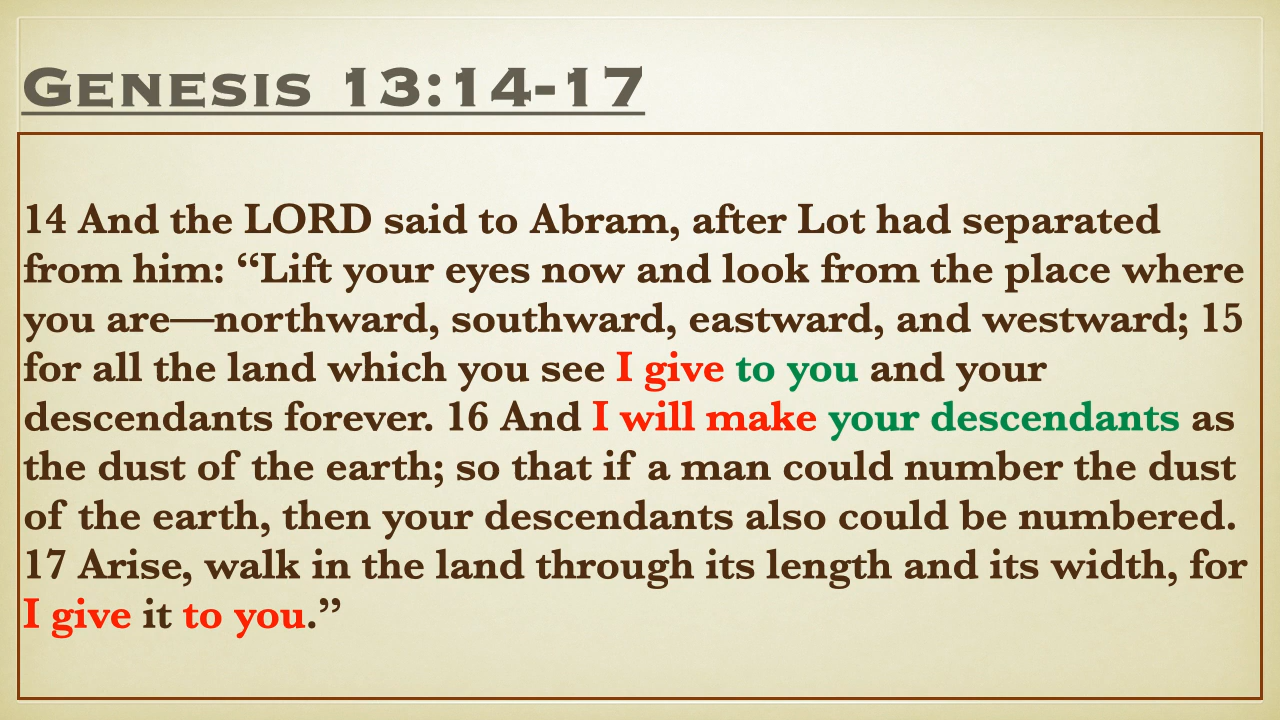 Genesis 13:14-17
14 And the LORD said to Abram, after Lot had separated
from him: “Lift your eyes now and look from the place where
you are—northward, southward, eastward, and westward; 15
for all the land which you see I give to you and your
descendants forever. 16 And I will make your descendants as
the dust of the earth; so that if a man could number the dust
of the earth, then your descendants also could be numbered.
17 Arise, walk in the land through its length and its width, for
I give it to you.”